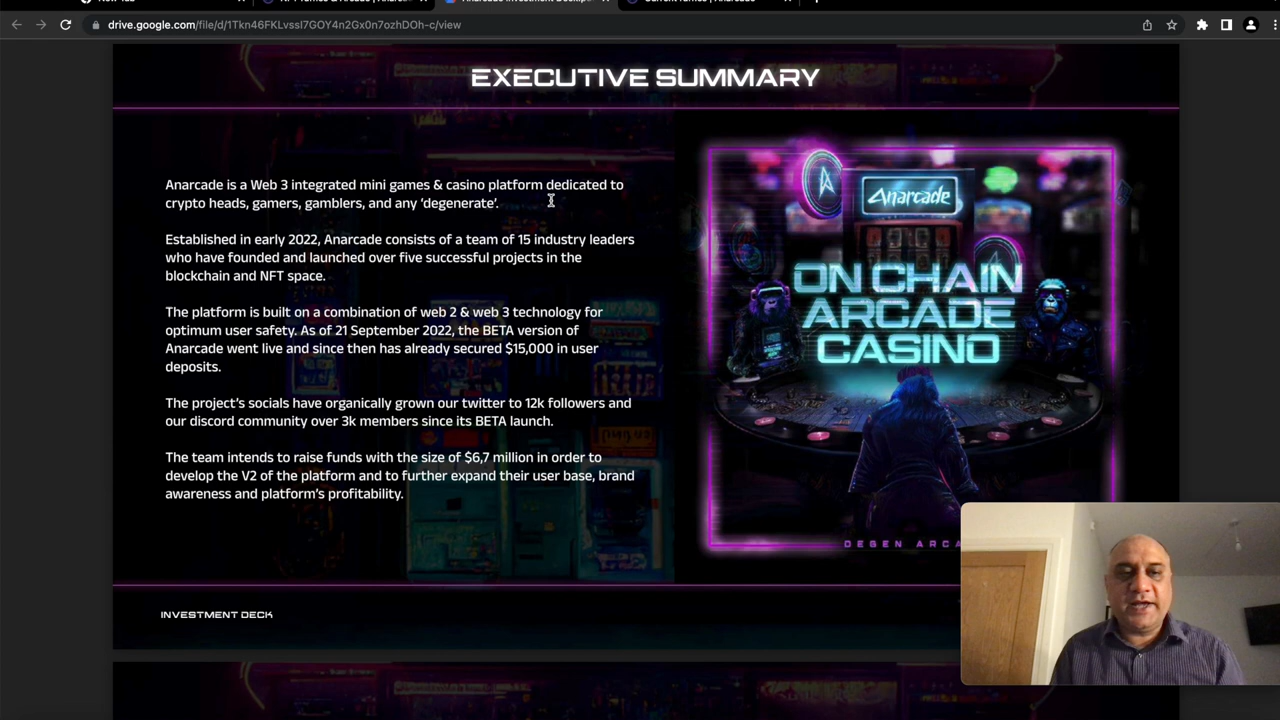 drive.google.com/file/d/1Tkn46FKLvssI7GOY4n2Gx0n7ozhDOh-c/view
EXECUTIVE SUMMARY
Anarcade is a Web 3 integrated mini games & casino platform dedicated to
crypto heads, gamers, gamblers, and any ‘degenerate’.
Established in early 2022, Anarcade consists of a team of 15 industry leaders
who have founded and launched over five successful projects in the
blockchain and NFT space.
The platform is built on a combination of web 2 & web 3 technology for
optimum user safety. As of 21 September 2022, the BETA version of
Anarcade went live and since then has already secured $15,000 in user
deposits.
The project’s socials have organically grown our twitter to 12k followers and
our discord community over 3k members since its BETA launch.
The team intends to raise funds with the size of $6,7 million in order to
develop the V2 of the platform and to further expand their user base, brand
awareness and platform’s profitability.
Anarcade
ON CHAIN
ARCADE
CASINO
DEGEN ARCA
INVESTMENT DECK